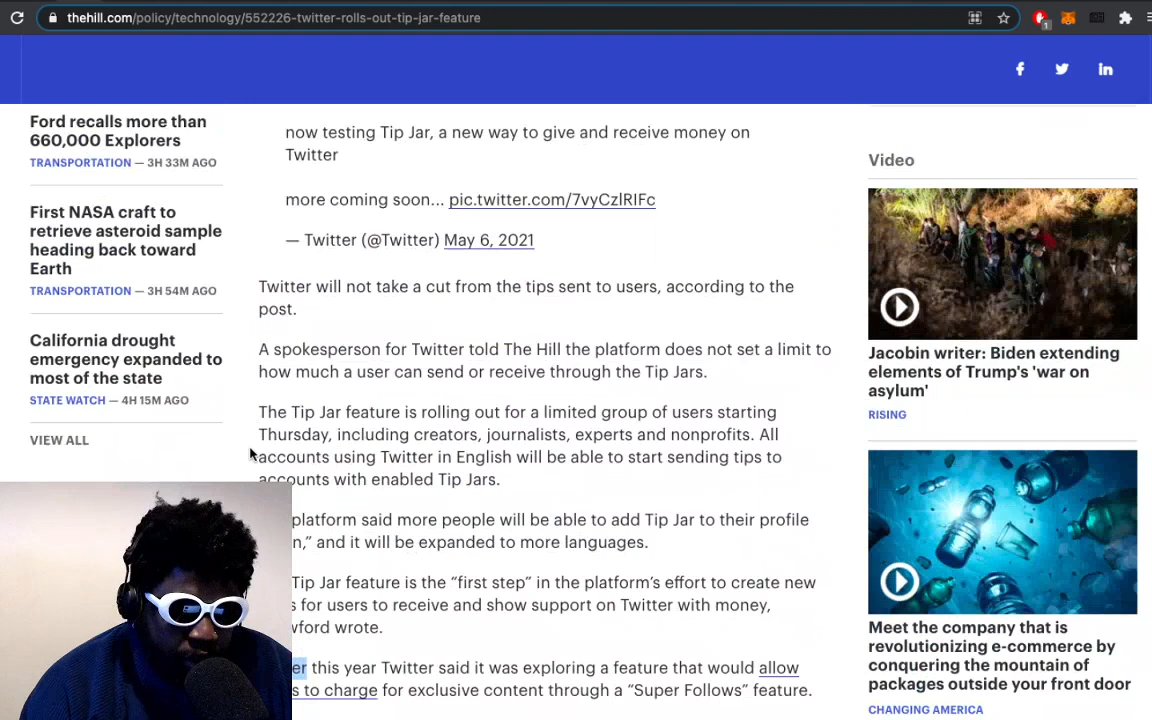 thehill.com/policy/technology/552226-twitter-rolls-out-tip-jar-feature
1
Ford recalls more than
660,000 Explorers
TRANSPORTATION — 3H 33M AGO
First NASA craft to
retrieve asteroid sample
heading back toward
Earth
TRANSPORTATION — 3H 54M AGO
California drought
emergency expanded to
most of the state
STATE WATCH — 4H 15M AGO
VIEW ALL
now testing Tip Jar, a new way to give and receive money on
Twitter
more coming soon... pic.twitter.com/7vyCzlRIFc
— Twitter (@Twitter) May 6, 2021
Twitter will not take a cut from the tips sent to users, according to the
post.
A spokesperson for Twitter told The Hill the platform does not set a limit to
how much a user can send or receive through the Tip Jars.
The Tip Jar feature is rolling out for a limited group of users starting
Thursday, including creators, journalists, experts and nonprofits. All
accounts using Twitter in English will be able to start sending tips to
accounts with enabled Tip Jars.
platform said more people will be able to add Tip Jar to their profile
n,” and it will be expanded to more languages.
Tip Jar feature is the “first step” in the platform’s effort to create new
s for users to receive and show support on Twitter with money,
wford wrote.
er this year Twitter said it was exploring a feature that would allow
s to charge for exclusive content through a “Super Follows” feature.
Video
Jacobin writer: Biden extending
elements of Trump's 'war on
asylum'
RISING
Meet the company that is
revolutionizing e-commerce by
conquering the mountain of
packages outside your front door
CHANGING AMERICA